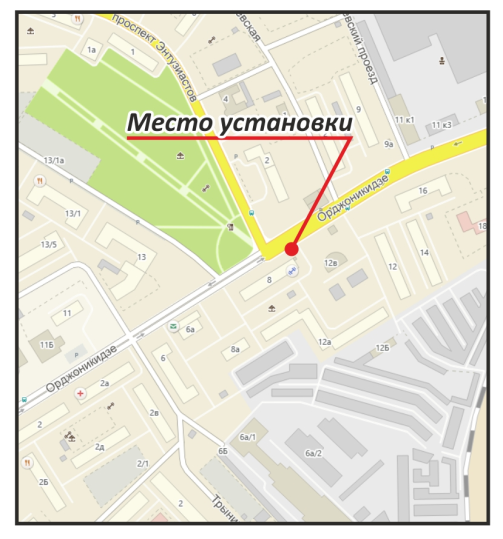 проспект Энтузиастов
1а
1
4
9
11 к1
11 к3
9а
Место установки
2
13/1а
Р
Орджоникидзе
16
18
13/1
13/5
13
12в
14
12
8
11
11Б
6а
8а
12а
12Б
6
Орджоникидзе
2а
2в
2
2д
2/1
2Б
6Б
6а/1
6а/2
2